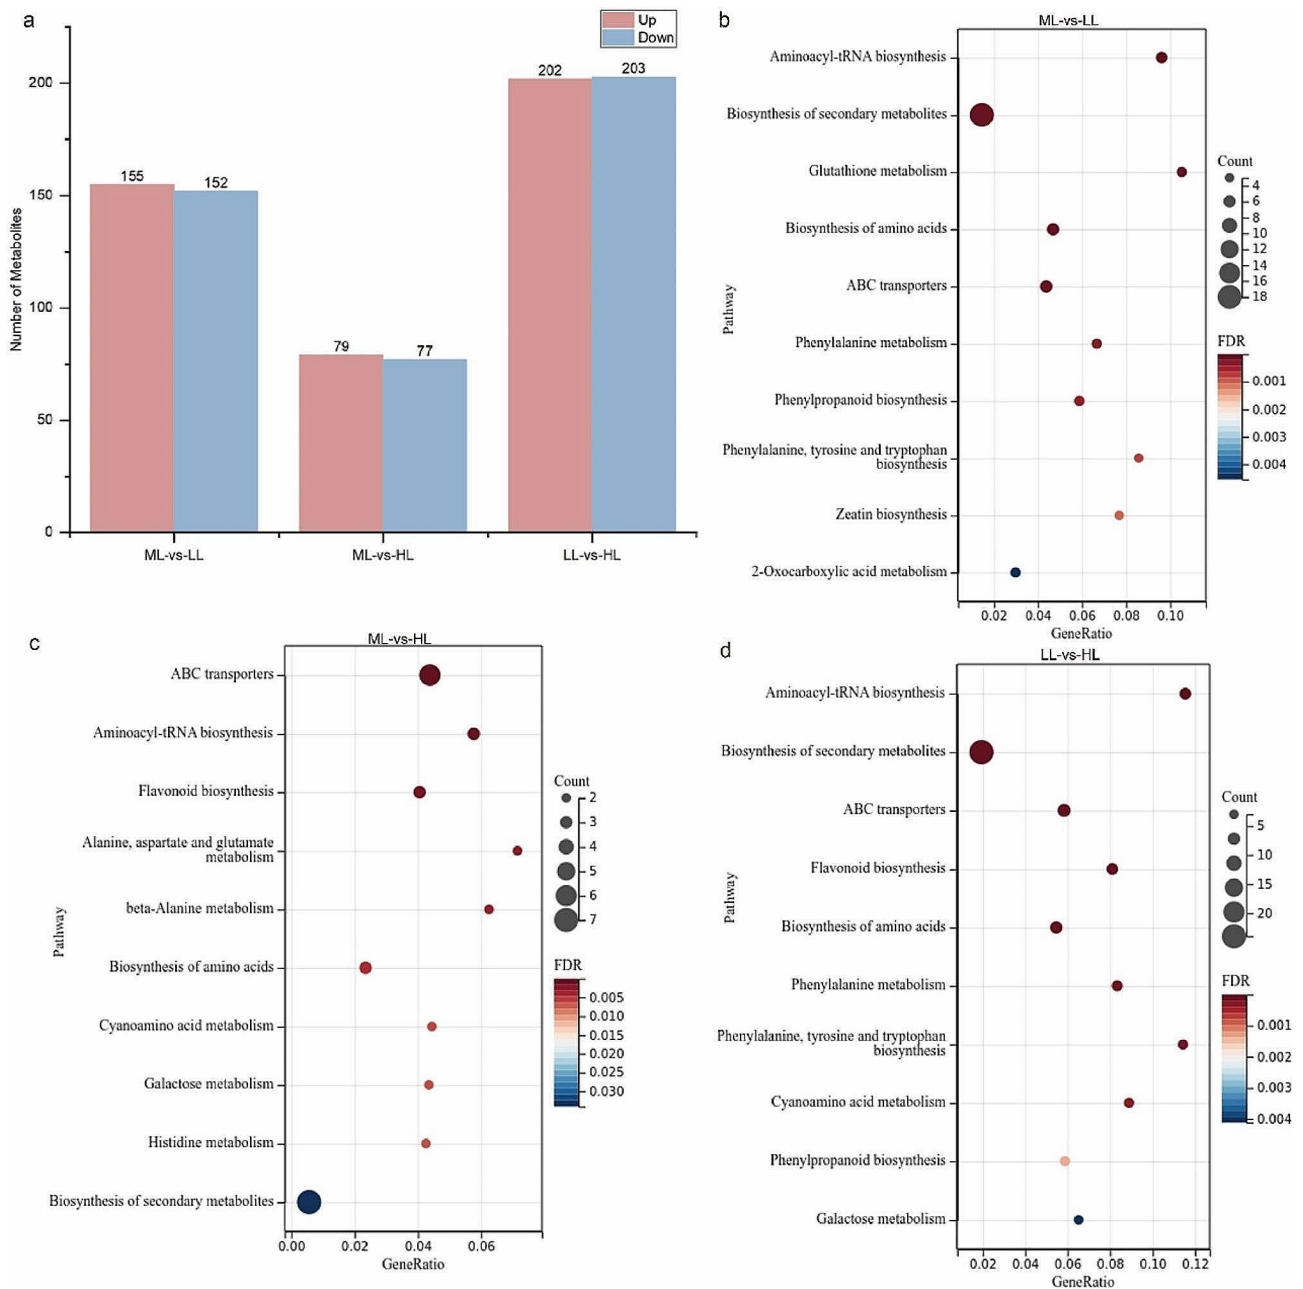 a
Up
Down
Number of Metabolites
200
150
100
50
0
155
152
79
77
202
203
ML-vs-LL
ML-vs-HL
LL-vs-HL
b
ML-vs-LL
Pathway
Aminoacyl-tRNA biosynthesis
Biosynthesis of secondary metabolites
Glutathione metabolism
Biosynthesis of amino acids
ABC transporters
Phenylalanine metabolism
Phenylpropanoid biosynthesis
Phenylalanine, tyrosine and tryptophan
biosynthesis
Zeatin biosynthesis
2-Oxocarboxylic acid metabolism
0.02 0.04 0.06 0.08 0.10
GeneRatio
Count
4
6
8
10
12
14
16
18
FDR
0.001
0.002
0.003
0.004
c
ML-vs-HL
Pathway
ABC transporters
Aminoacyl-tRNA biosynthesis
Flavonoid biosynthesis
Alanine, aspartate and glutamate
metabolism
beta-Alanine metabolism
Biosynthesis of amino acids
Cyanoamino acid metabolism
Galactose metabolism
Histidine metabolism
Biosynthesis of secondary metabolites
0.00 0.02 0.04 0.06
GeneRatio
Count
2
3
4
5
6
7
FDR
0.005
0.010
0.015
0.020
0.025
0.030
d
LL-vs-HL
Pathway
Aminoacyl-tRNA biosynthesis
Biosynthesis of secondary metabolites
ABC transporters
Flavonoid biosynthesis
Biosynthesis of amino acids
Phenylalanine metabolism
Phenylalanine, tyrosine and tryptophan
biosynthesis
Cyanoamino acid metabolism
Phenylpropanoid biosynthesis
Galactose metabolism
0.02 0.04 0.06 0.08 0.10 0.12
GeneRatio
Count
5
10
15
20
FDR
0.001
0.002
0.003
0.004